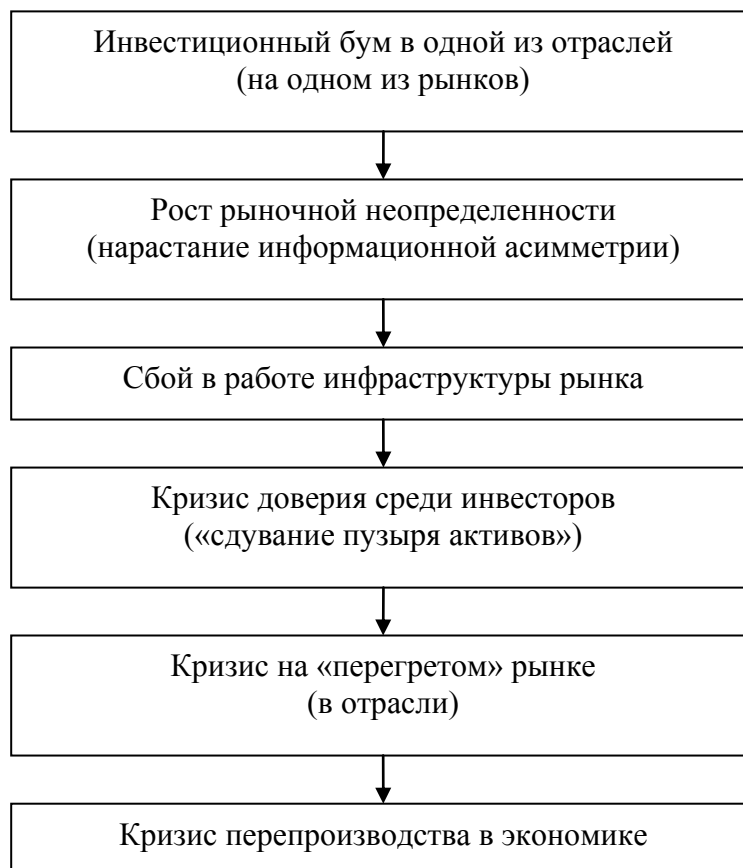 Инвестиционный бум в одной из отраслей
(на одном из рынков)
Рост рыночной неопределенности
(нарастание информационной асимметрии)
Сбой в работе инфраструктуры рынка
Кризис доверия среди инвесторов
(«сдувание пузыря активов»)
Кризис на «перегретом» рынке
(в отрасли)
Кризис перепроизводства в экономике